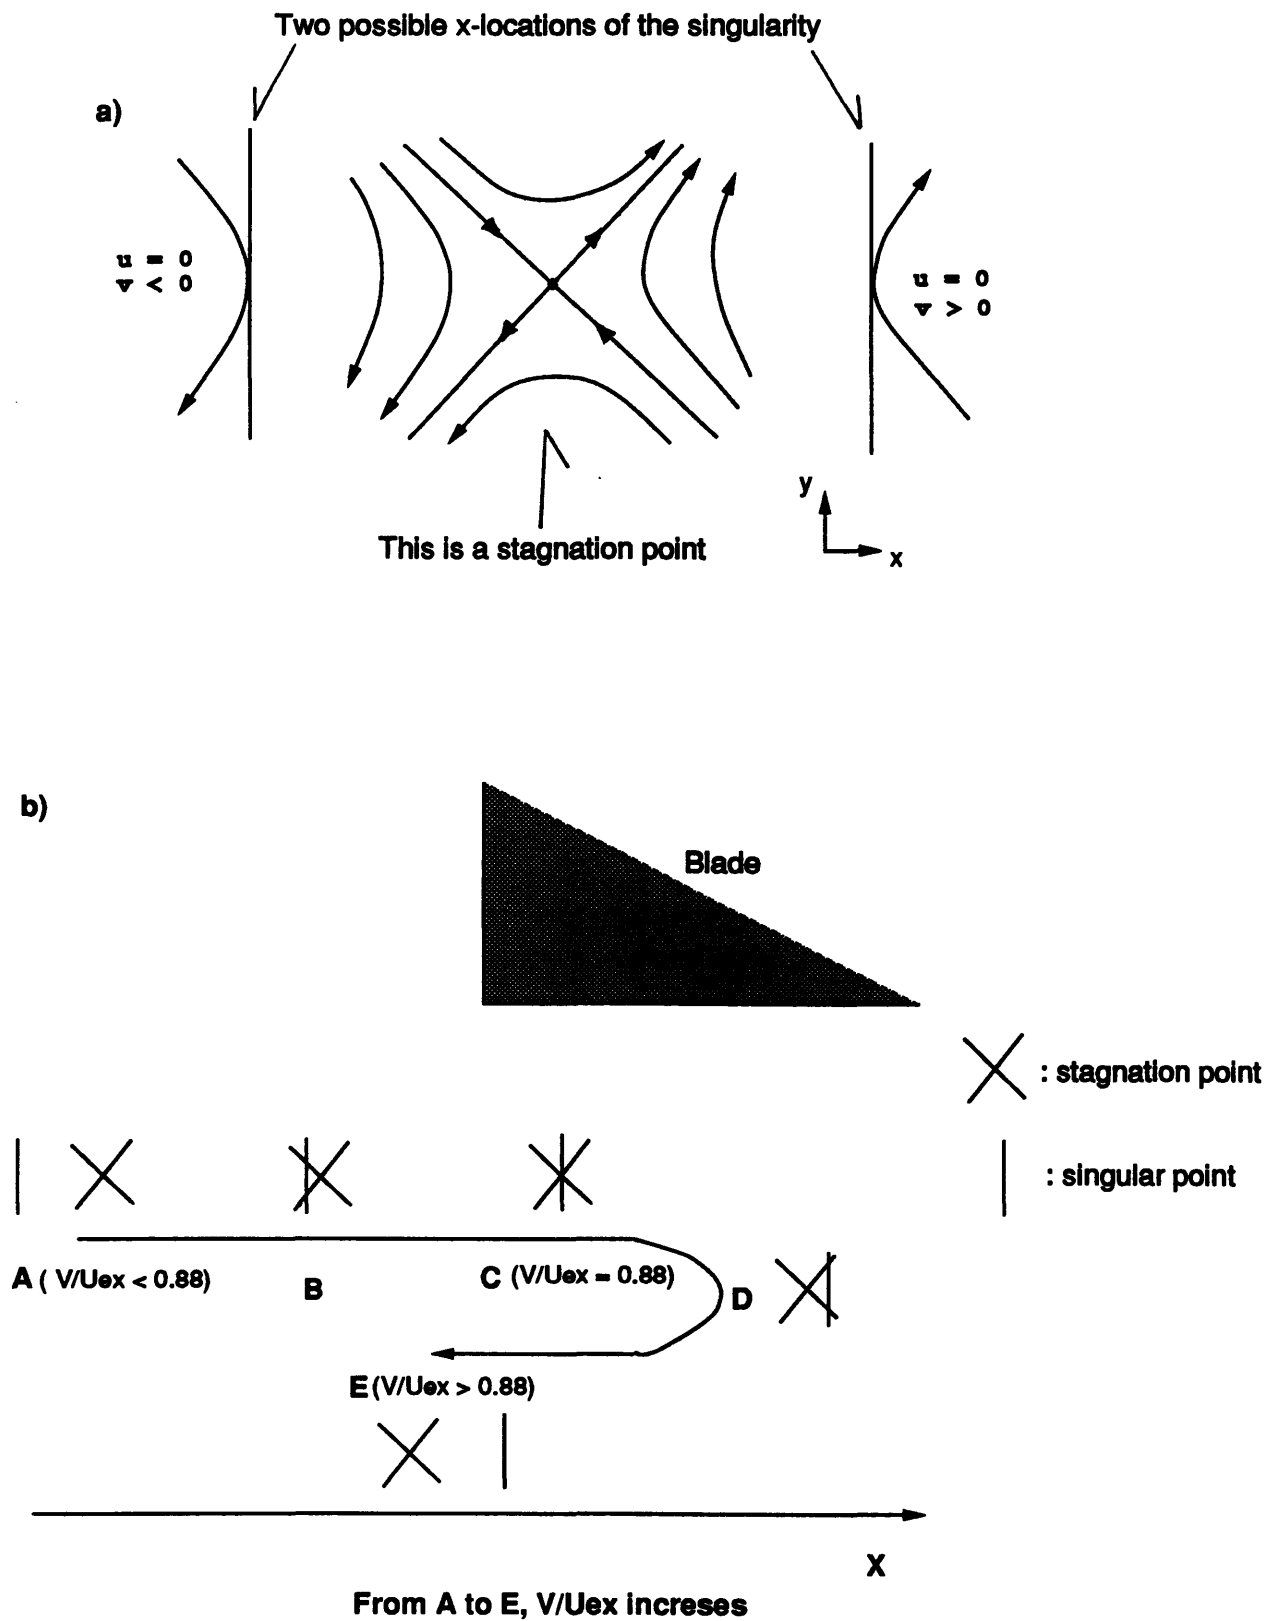 Two possible x-locations of the singularity
a)
u = 0
v < 0
u = 0
v > 0
y
x
This is a stagnation point
b)
Blade
: stagnation point
: singular point
A ( V/Uex < 0.88)
B
C (V/Uex = 0.88)
D
E (V/Uex > 0.88)
X
From A to E, V/Uex increses